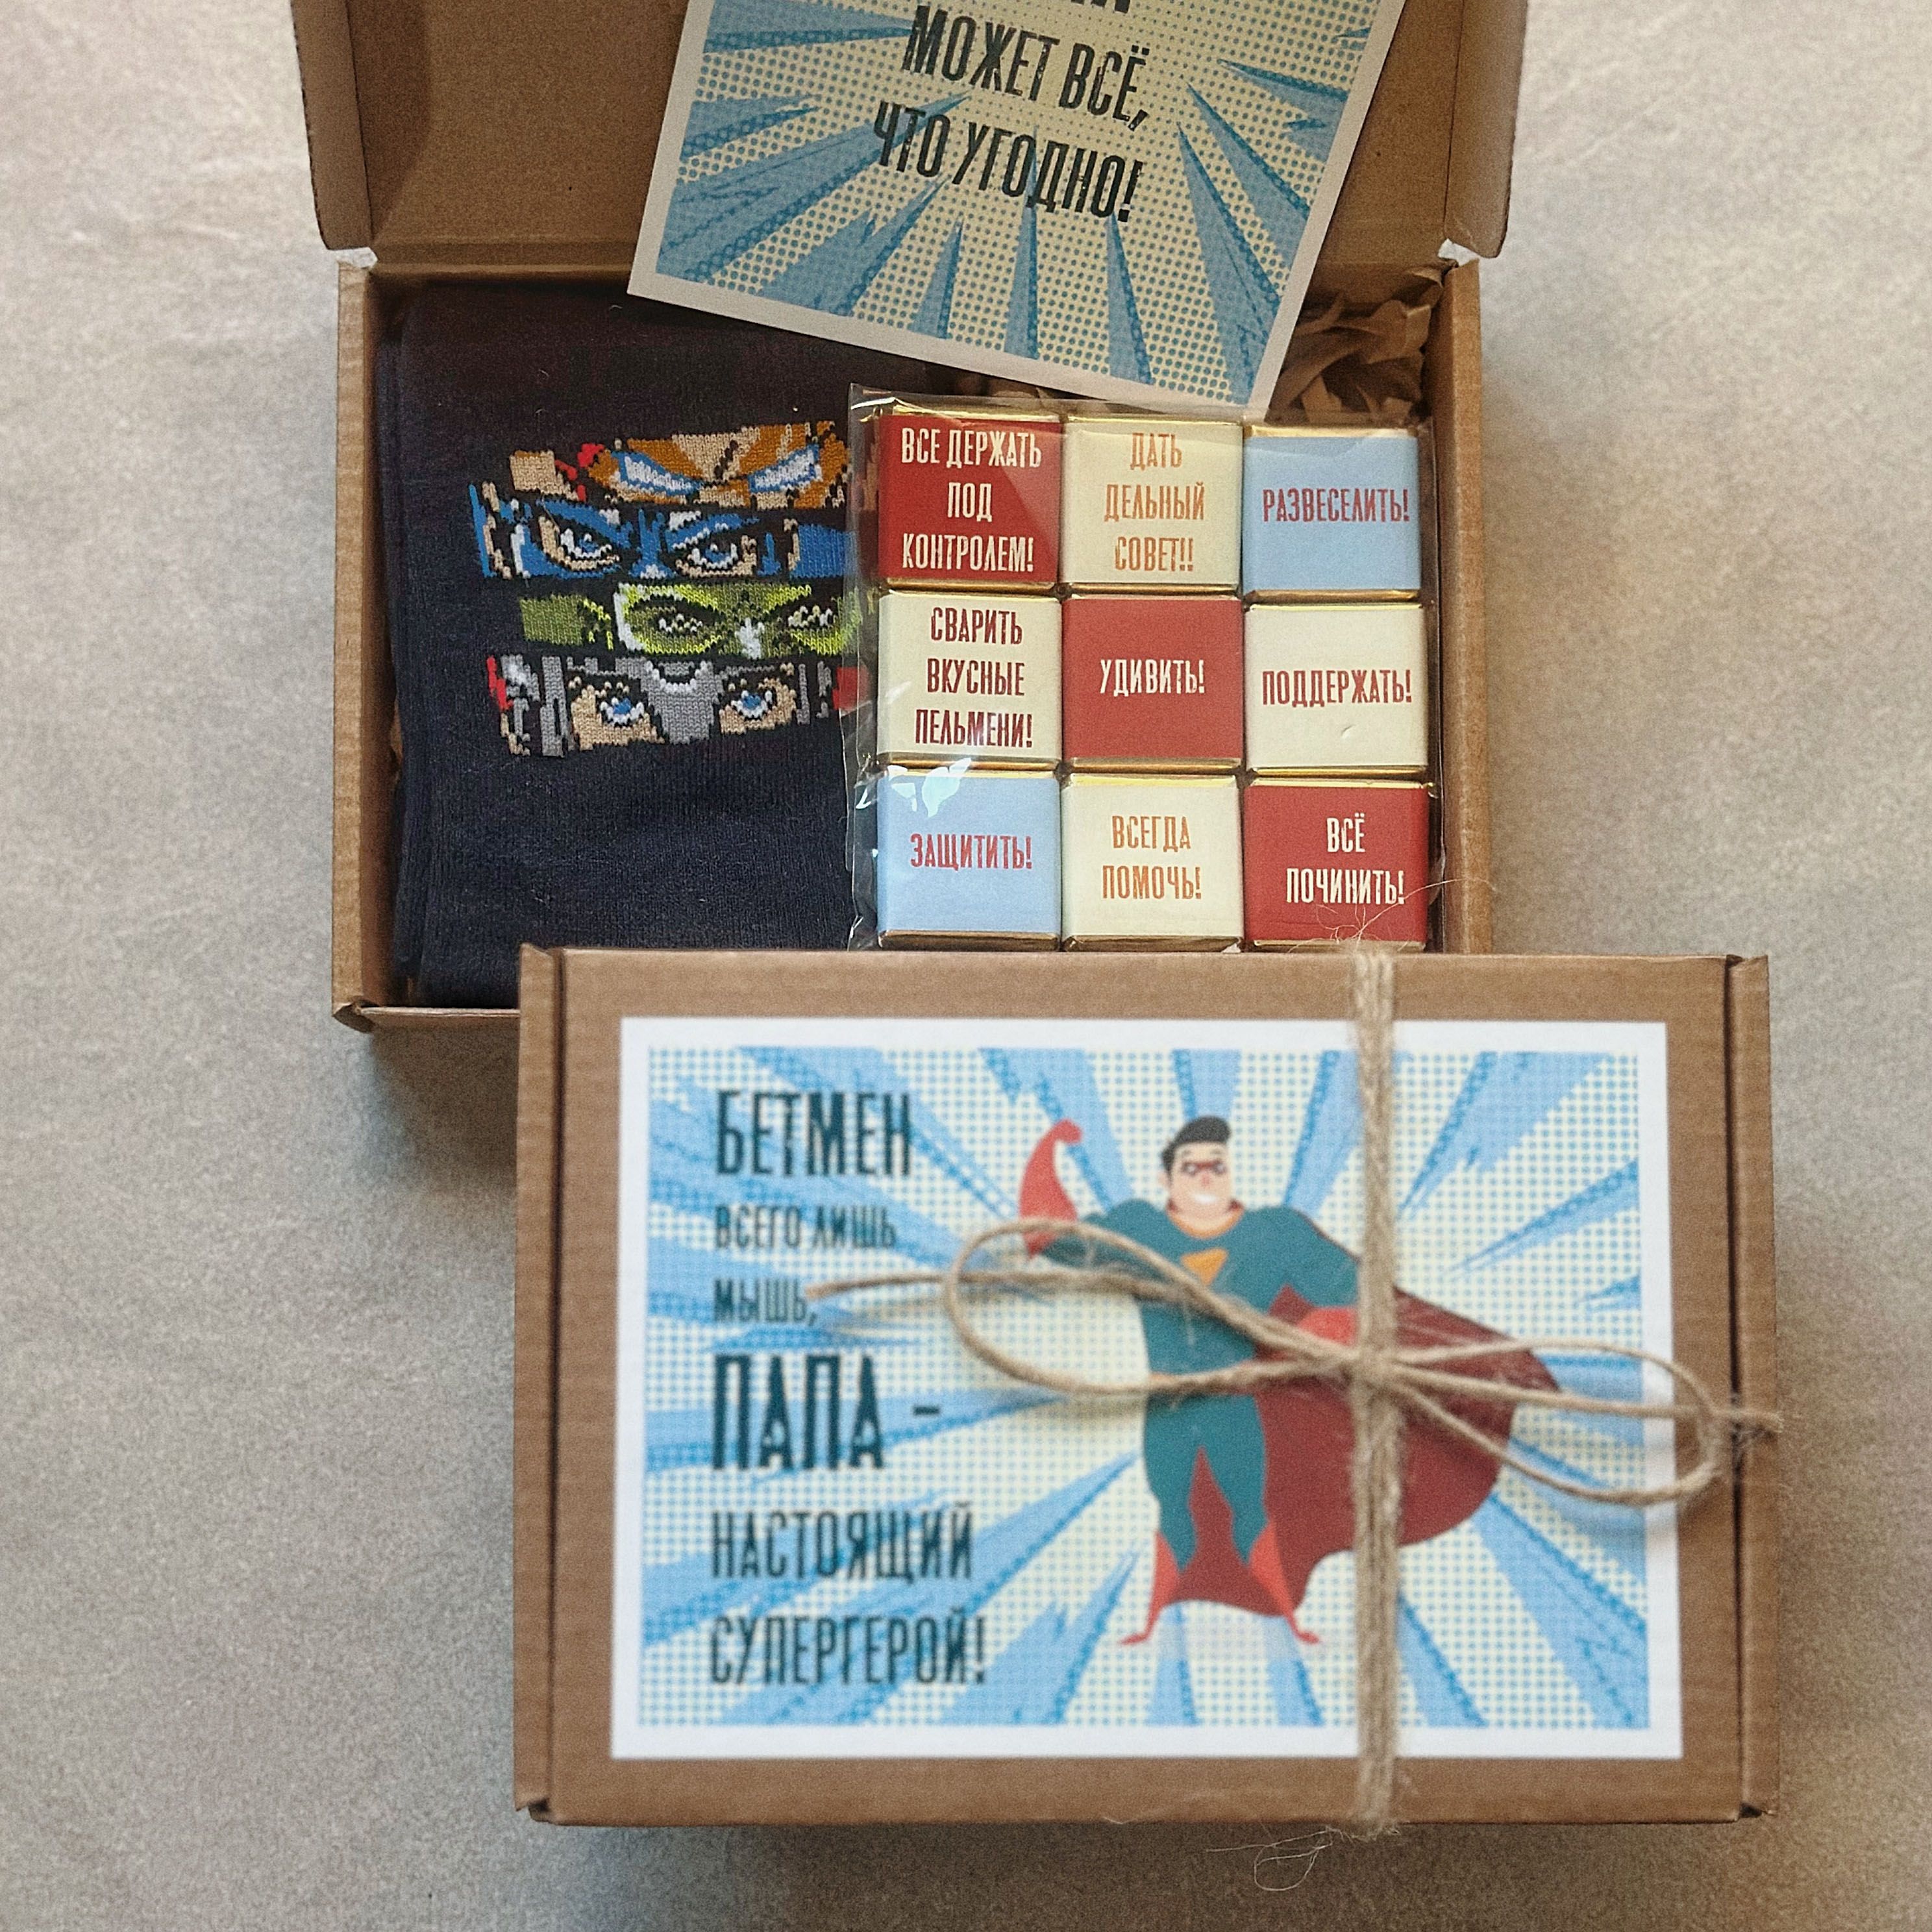 МОЖЕТ ВСЁ,
ЧТО УГОДНО!
ВСЕ ДЕРЖАТЬ
ПОД
КОНТРОЛЕМ!
ДАТЬ
ДЕЛЬНЫЙ
СОВЕТ!!
РАЗВЕСЕЛИТЬ!
СВАРИТЬ
ВКУСНЫЕ
ПЕЛЬМЕНИ!
УДИВИТЬ!
ПОДДЕРЖАТЬ!
ЗАЩИТИТЬ!
ВСЕГДА
ПОМОЧЬ!
ВСЁ
ПОЧИНИТЬ!
БЕТМЕН
ВСЕГО ЛИШЬ
МЫШЬ,
ПАПА -
НАСТОЯЩИЙ
СУПЕРГЕРОЙ!